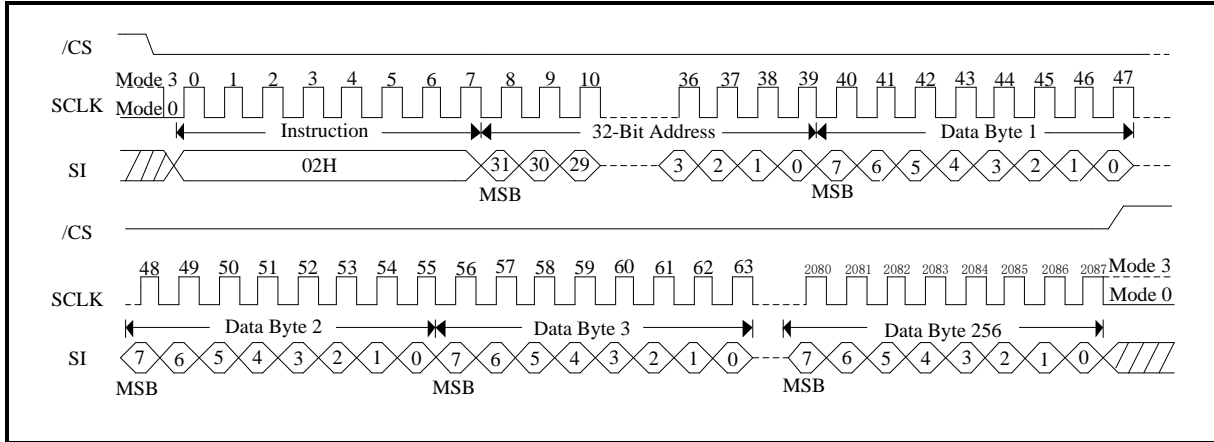 /CS
Mode 3 0 1 2 3 4 5 6 7 8 9 10 36 37 38 39 40 41 42 43 44 45 46 47
SCLK Mode 0
Instruction 32-Bit Address Data Byte 1
SI 02H 31 30 29 3 2 1 0 7 6 5 4 3 2 1 0
MSB MSB
/CS
48 49 50 51 52 53 54 55 56 57 58 59 60 61 62 63 2080 2081 2082 2083 2084 2085 2086 2087 Mode 3
SCLK Mode 0
Data Byte 2 Data Byte 3 Data Byte 256
SI 7 6 5 4 3 2 1 0 7 6 5 4 3 2 1 0 7 6 5 4 3 2 1 0
MSB MSB MSB